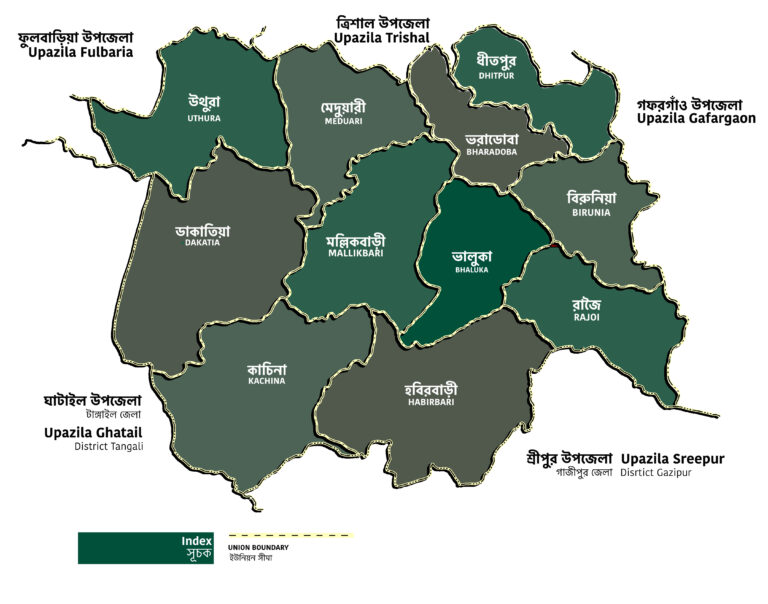 ফুলবাড়িয়া উপজেলা
Upazila Fulbaria
ত্রিশাল উপজেলা
Upazila Trishal
ধীতপুর
DHITPUR
উথুরা
UTHURA
মেদুয়ারী
MEDUARI
গফরগাঁও উপজেলা
Upazila Gafargaon
ভরাডোবা
BHARADOBA
বিরুনিয়া
BIRUNIA
ডাকাতিয়া
DAKATIA
মল্লিকবাড়ী
MALLIKBARI
ভালুকা
BHALUKA
রাজৈ
RAJOI
কাচিনা
KACHINA
হবিরবাড়ী
HABIRBARI
ঘাটাইল উপজেলা
টাঙ্গাইল জেলা
Upazila Ghatail
District Tangali
শ্রীপুর উপজেলা Upazila Sreepur
গাজীপুর জেলা Disrtict Gazipur
Index
সূচক
UNION BOUNDARY
ইউনিয়ন সীমা